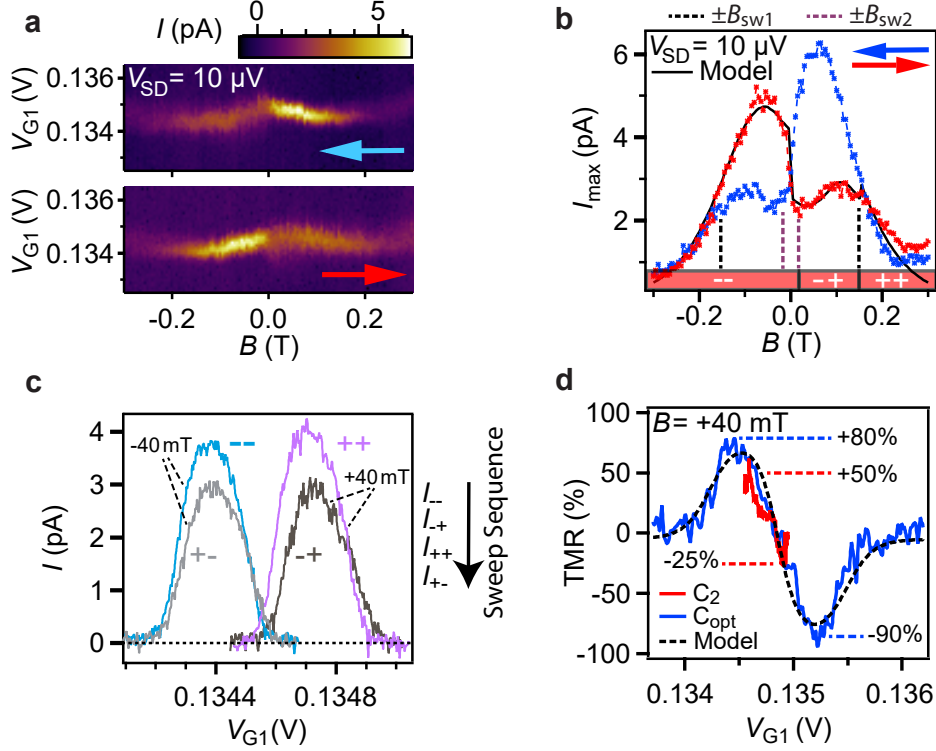 a
I (pA)
0
5
V_SD = 10 µV
0.136
0.134
V_G1 (V)
0.136
0.134
V_G1 (V)
-0.2
0.0
0.2
B (T)
b
±B_sw1
±B_sw2
V_SD = 10 µV
Model
6
4
2
I_max (pA)
--
-+
++
-0.2
0.0
0.2
B (T)
c
-40 mT
--
++
+40 mT
+-
-+
4
3
2
1
0
I (pA)
0.1344
0.1348
V_G1 (V)
I_--
I_-+
I_++
I_+-
Sweep Sequence
d
B= +40 mT
+80%
+50%
-25%
-90%
C_2
C_opt
Model
100
50
0
-50
-100
TMR (%)
0.134
0.135
0.136
V_G1 (V)